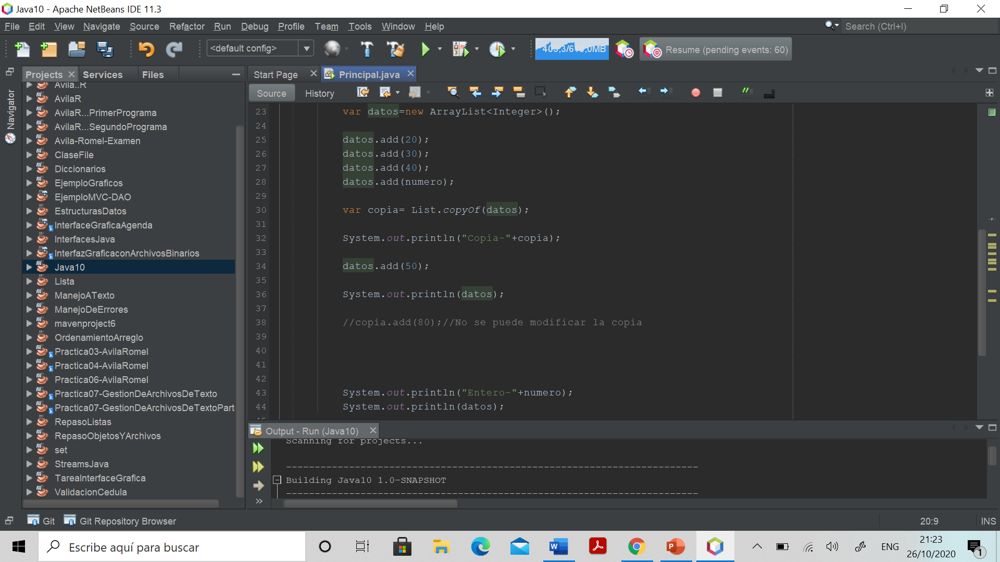 Java10 - Apache NetBeans IDE 11.3
File Edit View Navigate Source Refactor Run Debug Profile Team Tools Window Help
Search (Ctrl+I)
<default config>
Resume (pending events: 60)
Projects Services Files
Start Page Principal.java
Source History
Navigator
Avila..R
AvilaR
AvilaR...PrimerPrograma
AvilaR...SegundoPrograma
Avila-Romel-Examen
ClaseFile
Diccionarios
EjemploGraficos
EjemploMVC-DAO
EstructurasDatos
InterfaceGraficaAgenda
InterfacesJava
InterfazGraficaconArchivosBinarios
Java10
Lista
ManejoATexto
ManejoDeErrores
mavenproject6
OrdenamientoArreglo
Practica03-AvilaRomel
Practica04-AvilaRomel
Practica06-AvilaRomel
Practica07-GestionDeArchivosDeTexto
Practica07-GestionDeArchivosDeTextoPart
RepasoListas
RepasoObjetosYArchivos
set
StreamsJava
TareaInterfaceGrafica
ValidacionCedula
23 var datos=new ArrayList<Integer>();
24
25 datos.add(20);
26 datos.add(30);
27 datos.add(40);
28 datos.add(numero);
29
30 var copia= List.copyOf(datos);
31
32 System.out.println("Copia-"+copia);
33
34 datos.add(50);
35
36 System.out.println(datos);
37
38 //copia.add(80);//No se puede modificar la copia
39
40
41
42
43 System.out.println("Entero-"+numero);
44 System.out.println(datos);
Output - Run (Java10)
Scanning for projects...
------------------------------------------------------------------------
Building Java10 1.0-SNAPSHOT
------------------------------------------------------------------------
Git Git Repository Browser
20:9 INS
Escribe aquí para buscar
ENG
21:23
26/10/2020
1